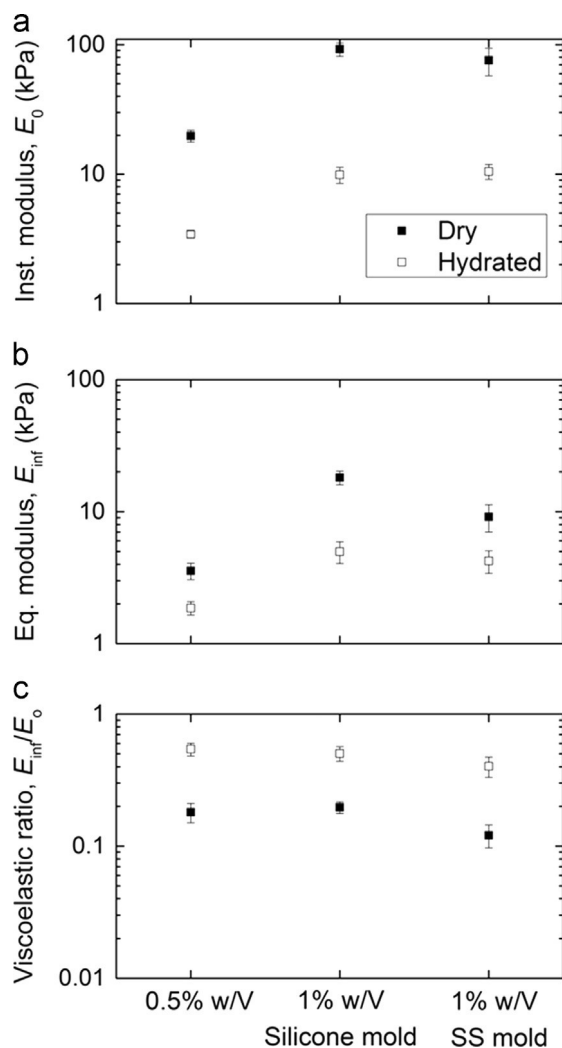 a
Inst. modulus, E0 (kPa)
100
10
1
Dry
Hydrated
b
Eq. modulus, Einf (kPa)
100
10
1
c
Viscoelastic ratio, Einf/Eo
1
0.1
0.01
0.5% w/V 1% w/V 1% w/V
Silicone mold SS mold